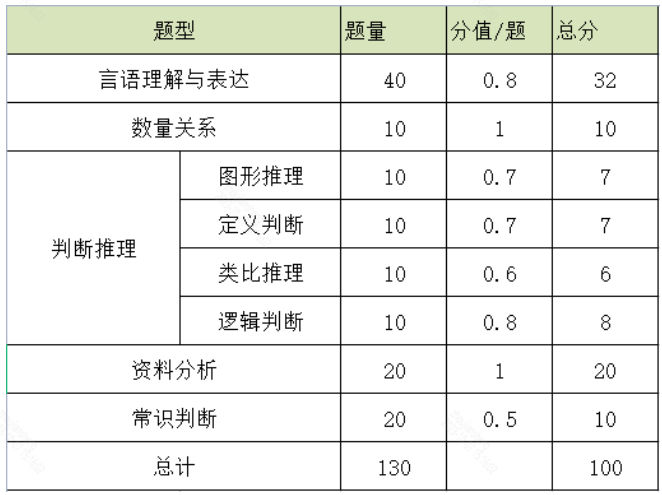 题型 题量 分值/题 总分
言语理解与表达 40 0.8 32
数量关系 10 1 10
判断推理 图形推理 10 0.7 7
定义判断 10 0.7 7
类比推理 10 0.6 6
逻辑判断 10 0.8 8
资料分析 20 1 20
常识判断 20 0.5 10
总计 130 100